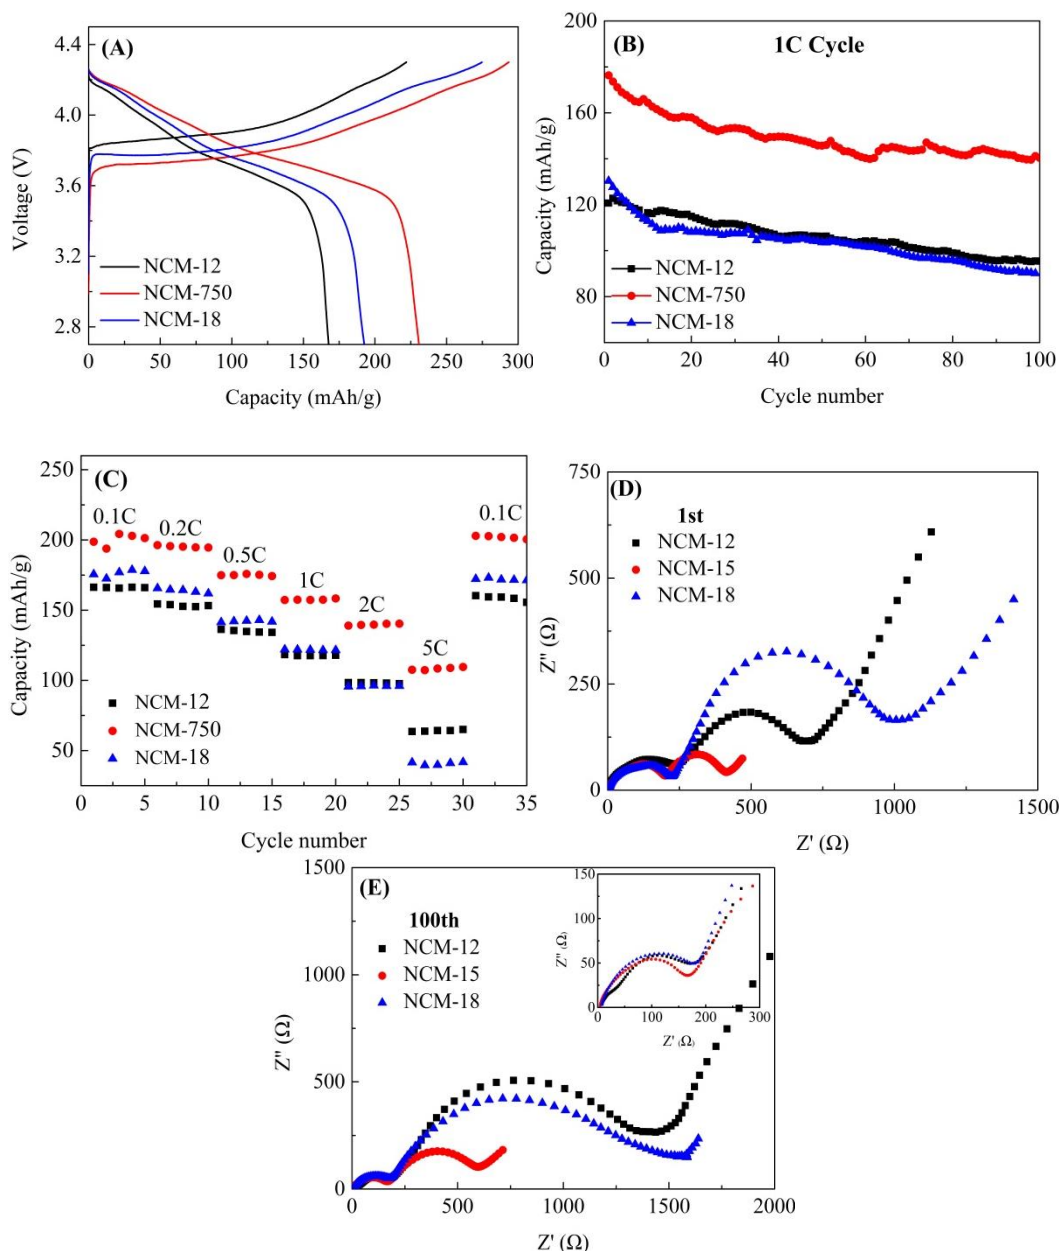 (A)
4.4
4.0
3.6
3.2
2.8
Voltage (V)
NCM-12
NCM-750
NCM-18
0 50 100 150 200 250 300
Capacity (mAh/g)
(B)
1C Cycle
200
160
120
80
Capacity (mAh/g)
NCM-12
NCM-750
NCM-18
0 20 40 60 80 100
Cycle number
(C)
250
200
150
100
50
Capacity (mAh/g)
0.1C
0.2C
0.5C
1C
2C
5C
0.1C
NCM-12
NCM-750
NCM-18
0 5 10 15 20 25 30 35
Cycle number
(D)
1st
NCM-12
NCM-15
NCM-18
750
500
250
0
Z'' (Ω)
0 500 1000 1500
Z' (Ω)
(E)
100th
NCM-12
NCM-15
NCM-18
1500
1000
500
0
Z'' (Ω)
0 500 1000 1500 2000
Z' (Ω)
150
100
50
0
Z'' (Ω)
0 100 200 300
Z' (Ω)